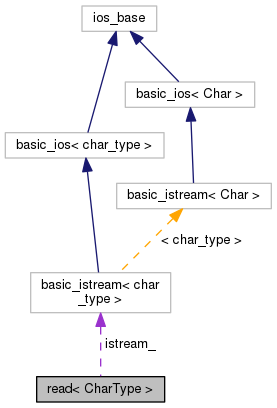 ios_base
basic_ios< Char >
basic_ios< char_type >
basic_istream< Char >
< char_type >
basic_istream< char
_type >
istream_
read< CharType >